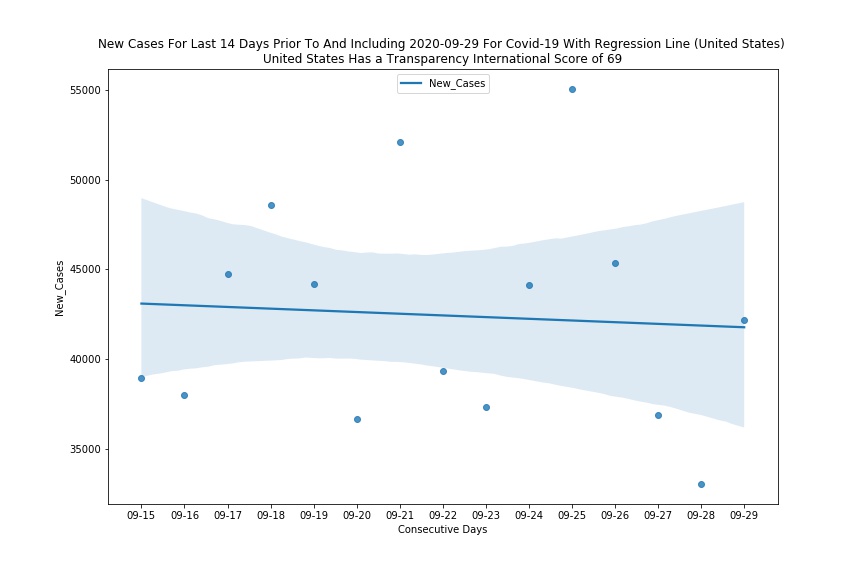 New Cases For Last 14 Days Prior To And Including 2020-09-29 For Covid-19 With Regression Line (United States)
United States Has a Transparency International Score of 69
New_Cases
55000
50000
45000
40000
35000
New_Cases
09-15 09-16 09-17 09-18 09-19 09-20 09-21 09-22 09-23 09-24 09-25 09-26 09-27 09-28 09-29
Consecutive Days